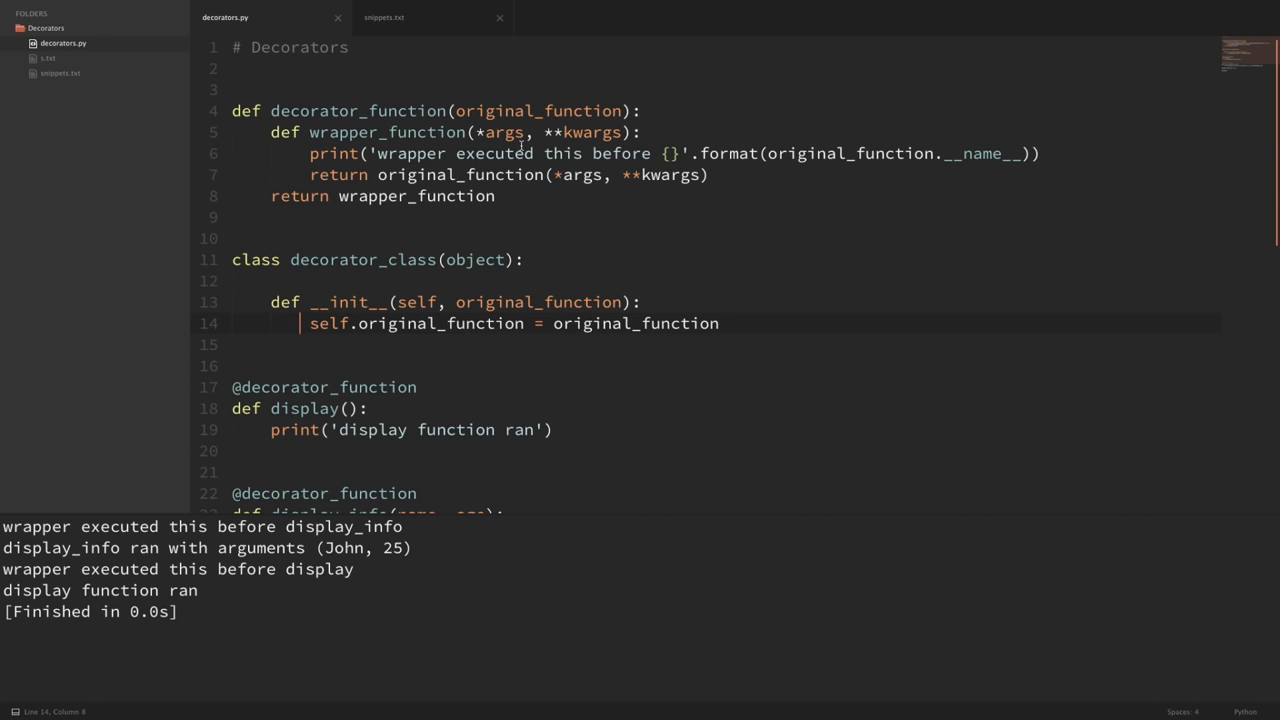 FOLDERS
Decorators
decorators.py
s.txt
snippets.txt
decorators.py
snippets.txt
1 # Decorators
2
3
4 def decorator_function(original_function):
5     def wrapper_function(*args, **kwargs):
6         print('wrapper executed this before {}'.format(original_function.__name__))
7         return original_function(*args, **kwargs)
8     return wrapper_function
9
10
11 class decorator_class(object):
12
13     def __init__(self, original_function):
14         self.original_function = original_function
15
16
17 @decorator_function
18 def display():
19     print('display function ran')
20
21
22 @decorator_function
def display_info(name, age):
wrapper executed this before display_info
display_info ran with arguments (John, 25)
wrapper executed this before display
display function ran
[Finished in 0.0s]
Line 14, Column 8
Spaces: 4
Python